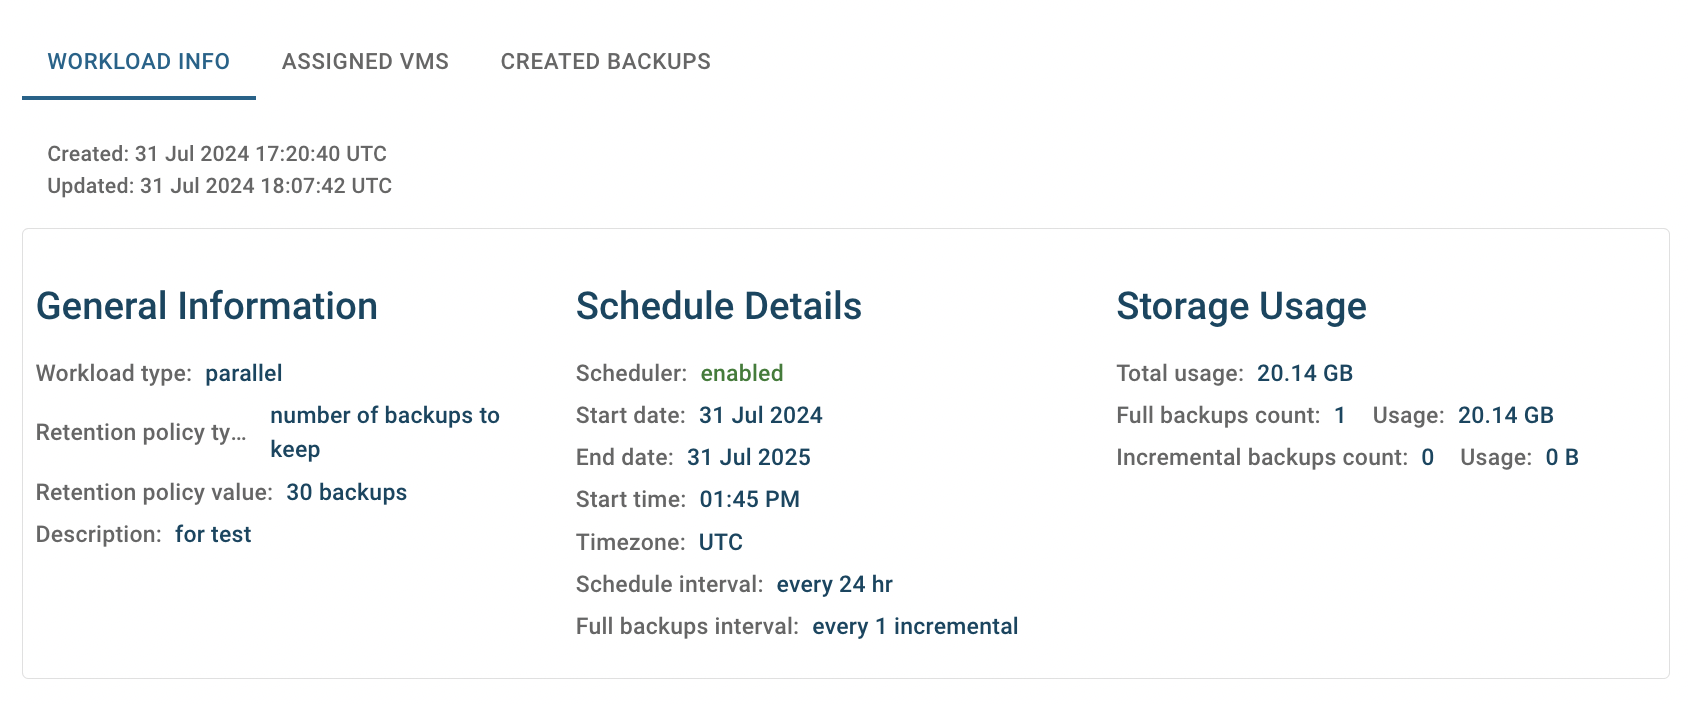 WORKLOAD INFO ASSIGNED VMS CREATED BACKUPS
Created: 31 Jul 2024 17:20:40 UTC
Updated: 31 Jul 2024 18:07:42 UTC
General Information
Workload type: parallel
Retention policy ty... number of backups to
keep
Retention policy value: 30 backups
Description: for test
Schedule Details
Scheduler: enabled
Start date: 31 Jul 2024
End date: 31 Jul 2025
Start time: 01:45 PM
Timezone: UTC
Schedule interval: every 24 hr
Full backups interval: every 1 incremental
Storage Usage
Total usage: 20.14 GB
Full backups count: 1 Usage: 20.14 GB
Incremental backups count: 0 Usage: 0 B